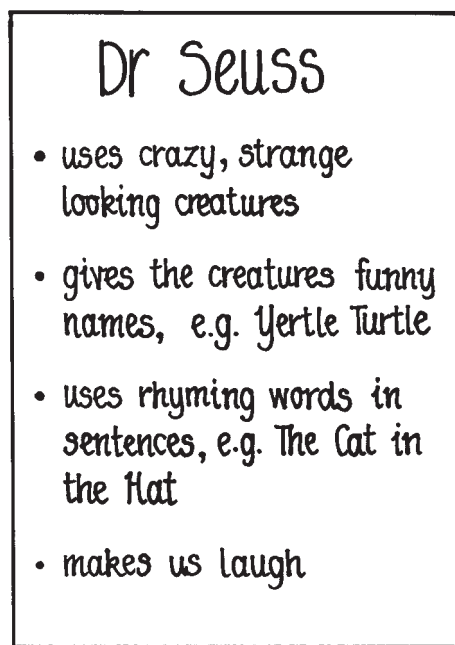 Dr Seuss
• uses crazy, strange
looking creatures
• gives the creatures funny
names, e.g. Yertle Turtle
• uses rhyming words in
sentences, e.g. The Cat in
the Hat
• makes us laugh